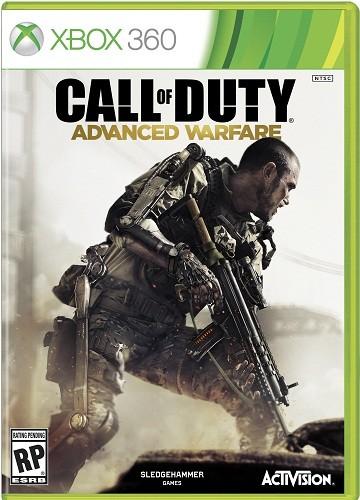 XBOX 360
NTSC
CALL OF DUTY®
ADVANCED WARFARE
RATING PENDING
RP
ESRB
SLEDGEHAMMER
GAMES
ACTIVISION®